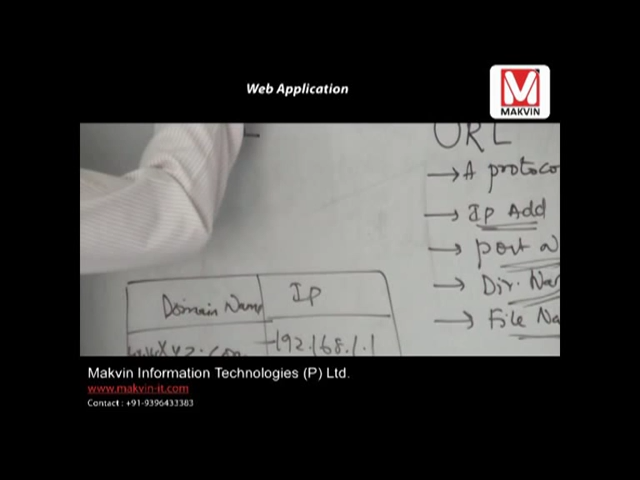 Web Application
MAKVIN
URL
→ A protoco
→ IP Add
→ port N
→ Dir. Nam
→ File Na
Domain Name
IP
192.168.1.1
Makvin Information Technologies (P) Ltd.
www.makvin-it.com
Contact : +91-9396433383